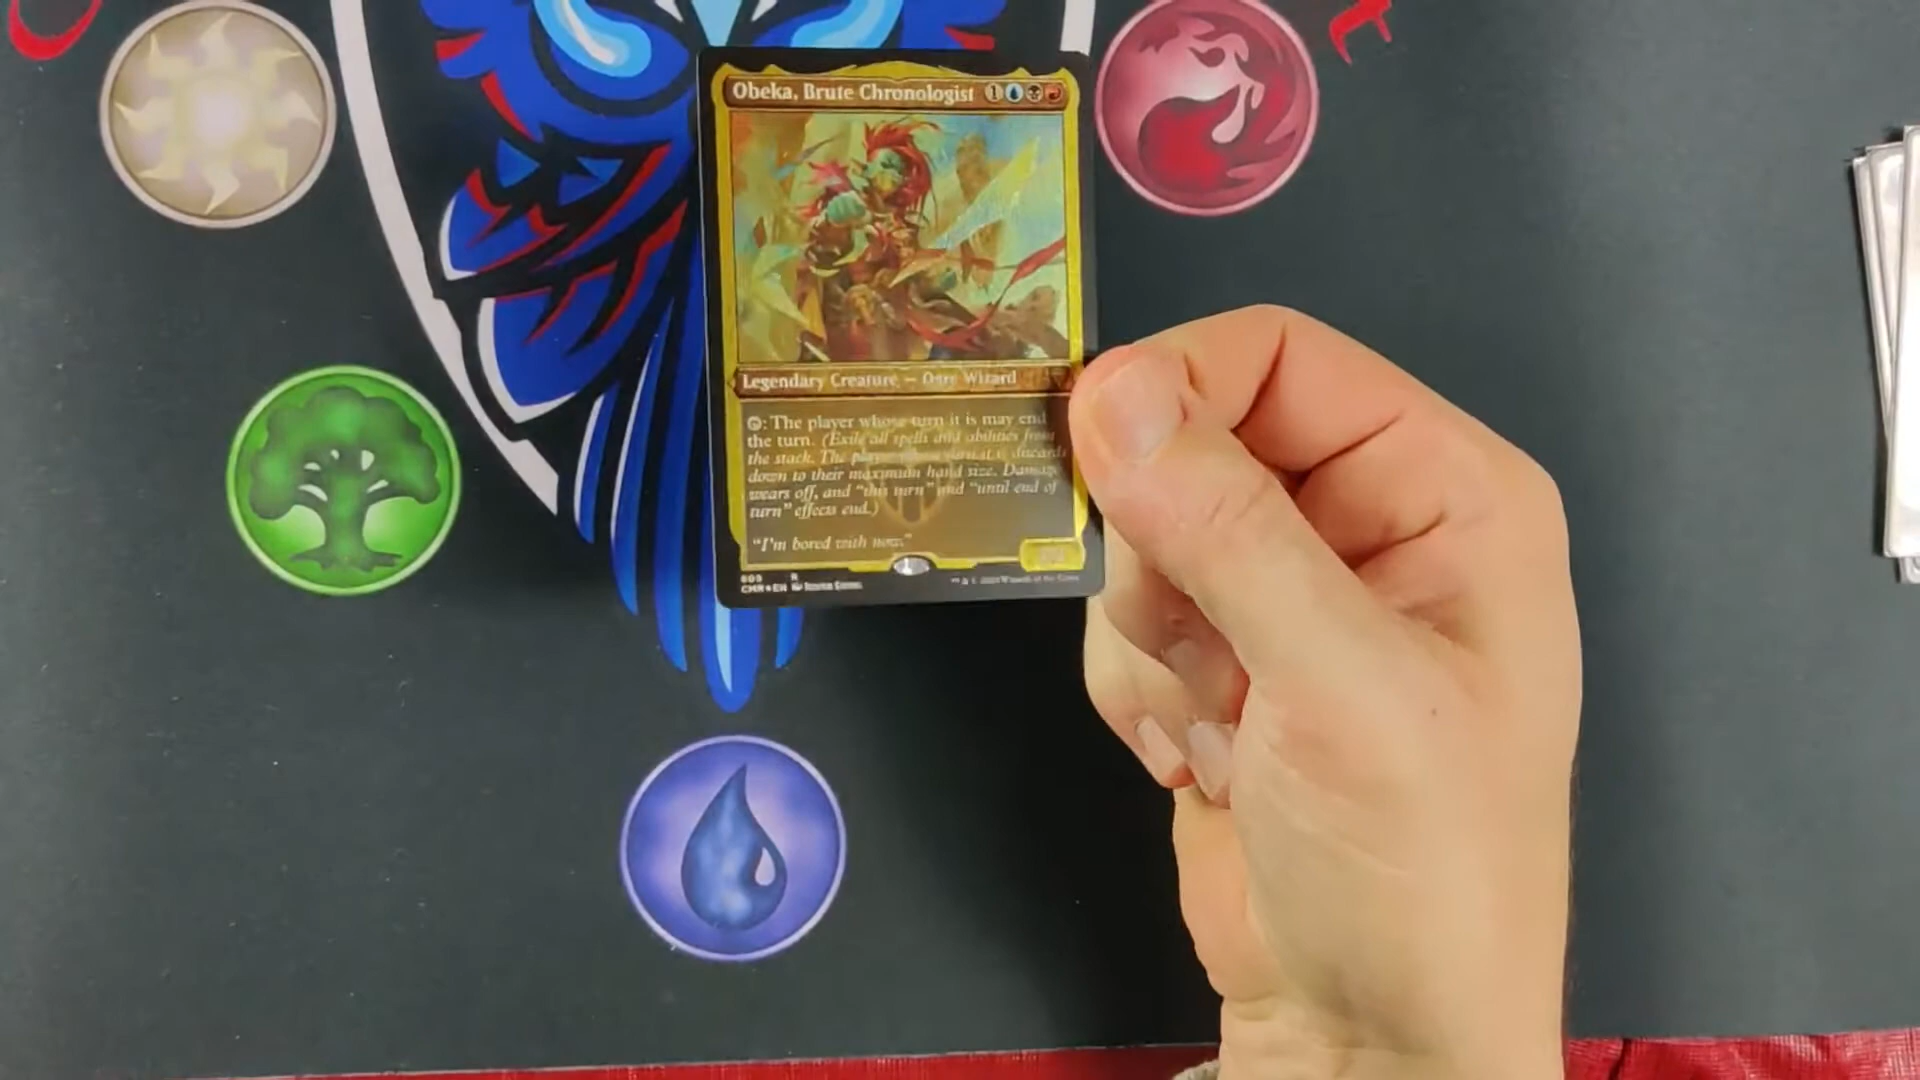 Obeka, Brute Chronologist 1
Legendary Creature — Ogre Wizard
: The player whose turn it is may end
the turn. (Exile all spells and abilities from
the stack. The player whose turn it is discards
down to their maximum hand size. Damage
wears off, and "this turn" and "until end of
turn" effects end.)
"I'm bored with now."
R
CMR EN